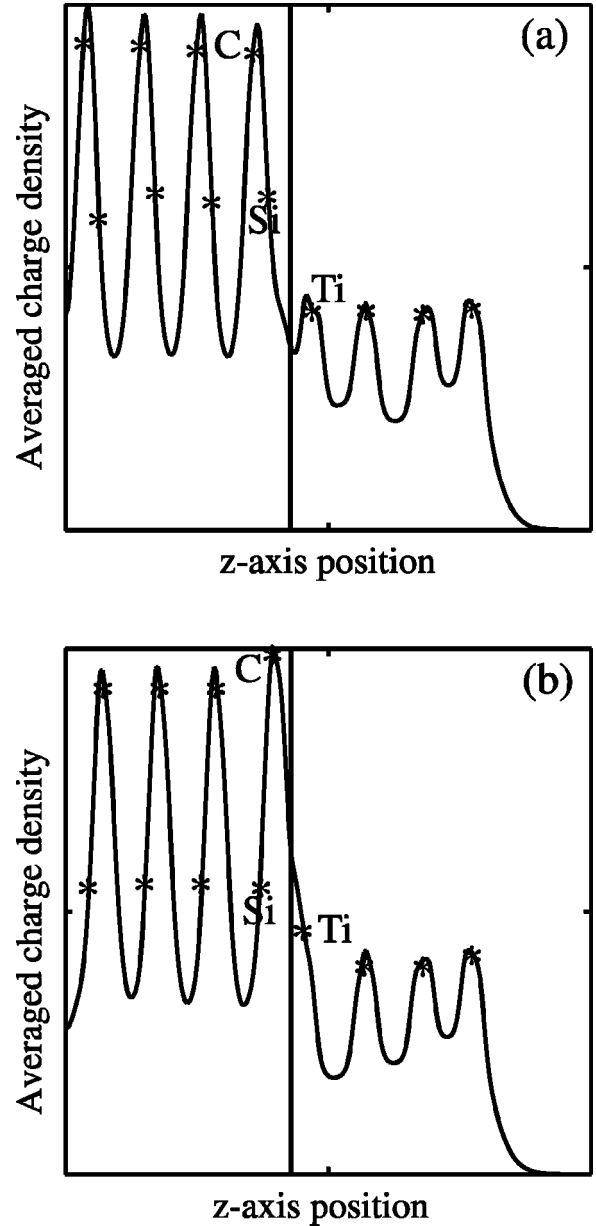 (a)
C
Si
Ti
Averaged charge density
z-axis position
(b)
C
Si
Ti
Averaged charge density
z-axis position